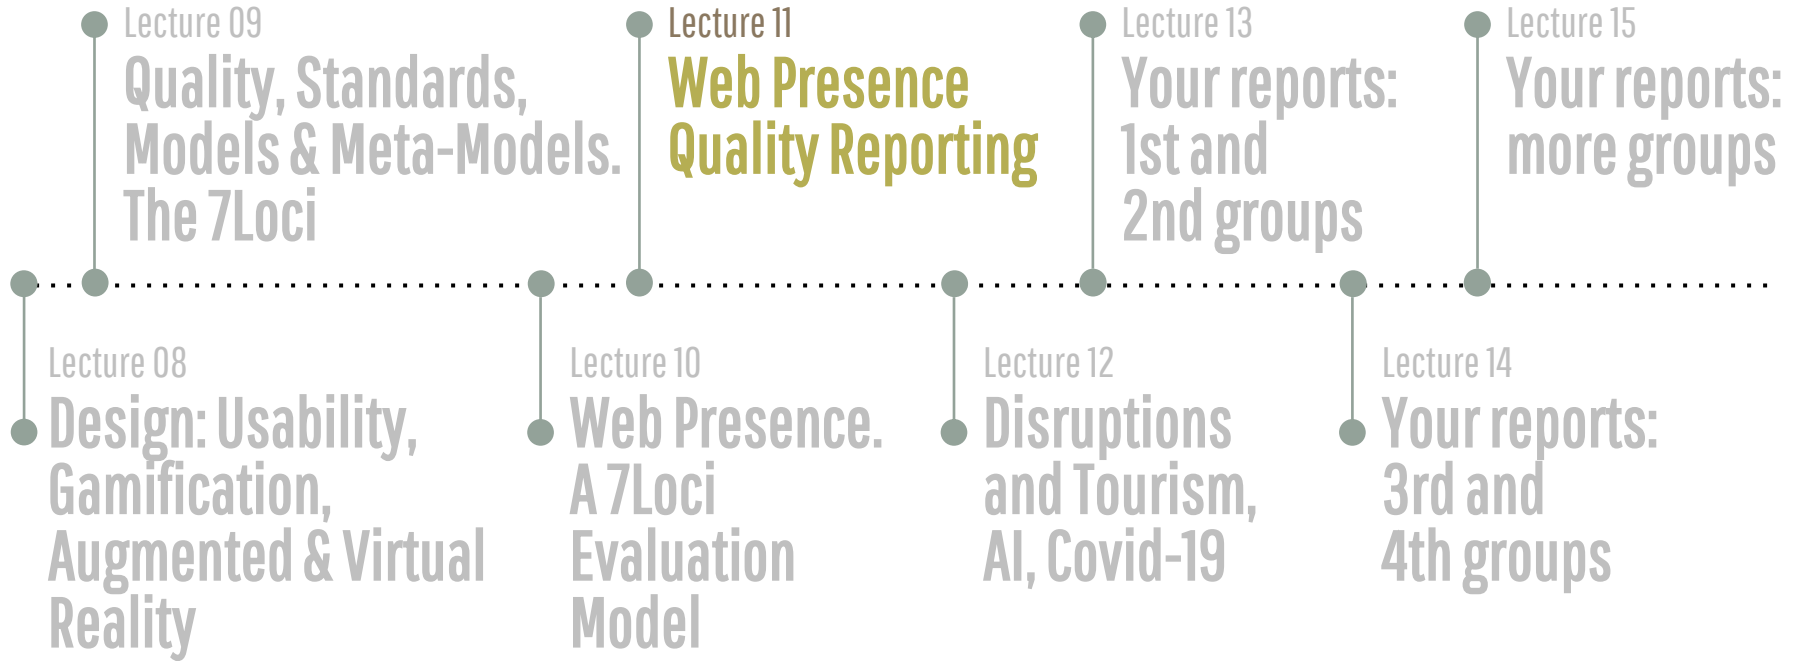 Lecture 09
Quality, Standards,
Models & Meta-Models.
The 7Loci
Lecture 11
Web Presence
Quality Reporting
Lecture 13
Your reports:
1st and
2nd groups
Lecture 15
Your reports:
more groups
Lecture 08
Design: Usability,
Gamification,
Augmented & Virtual
Reality
Lecture 10
Web Presence.
A 7Loci
Evaluation
Model
Lecture 12
Disruptions
and Tourism,
AI, Covid-19
Lecture 14
Your reports:
3rd and
4th groups